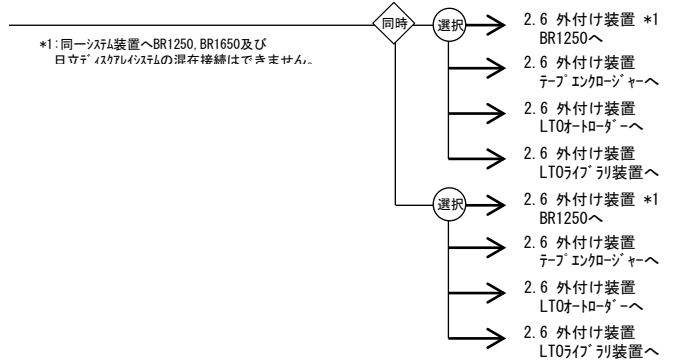 同時
選択
2.6 外付け装置 *1
BR1250へ
*1:同一ｼｽﾃﾑ装置へBR1250,BR1650及び
日立ﾃﾞｨｽｸｱﾚｲｼｽﾃﾑの混在接続はできません。
2.6 外付け装置
ﾃｰﾌﾟｴﾝｸﾛｰｼﾞｬｰへ
2.6 外付け装置
LTOｵｰﾄﾛｰﾀﾞｰへ
2.6 外付け装置
LTOﾗｲﾌﾞﾗﾘ装置へ
選択
2.6 外付け装置 *1
BR1250へ
2.6 外付け装置
ﾃｰﾌﾟｴﾝｸﾛｰｼﾞｬｰへ
2.6 外付け装置
LTOｵｰﾄﾛｰﾀﾞｰへ
2.6 外付け装置
LTOﾗｲﾌﾞﾗﾘ装置へ